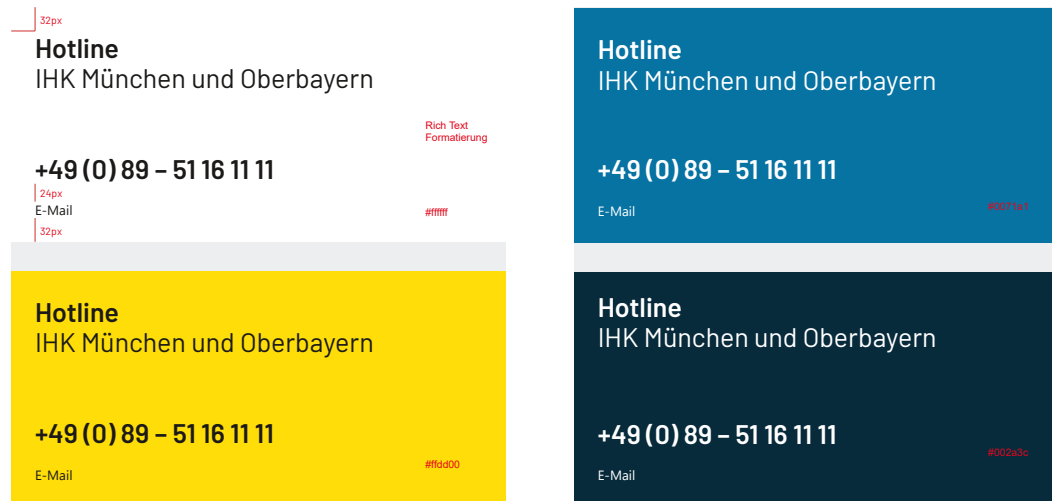 32px
Hotline
IHK München und Oberbayern
Rich Text
Formatierung
+49 (0) 89 – 51 16 11 11
24px
E-Mail
#ffffff
32px
Hotline
IHK München und Oberbayern
+49 (0) 89 – 51 16 11 11
E-Mail
Hotline
IHK München und Oberbayern
+49 (0) 89 – 51 16 11 11
#ffdd00
E-Mail
Hotline
IHK München und Oberbayern
+49 (0) 89 – 51 16 11 11
#002a3c
E-Mail